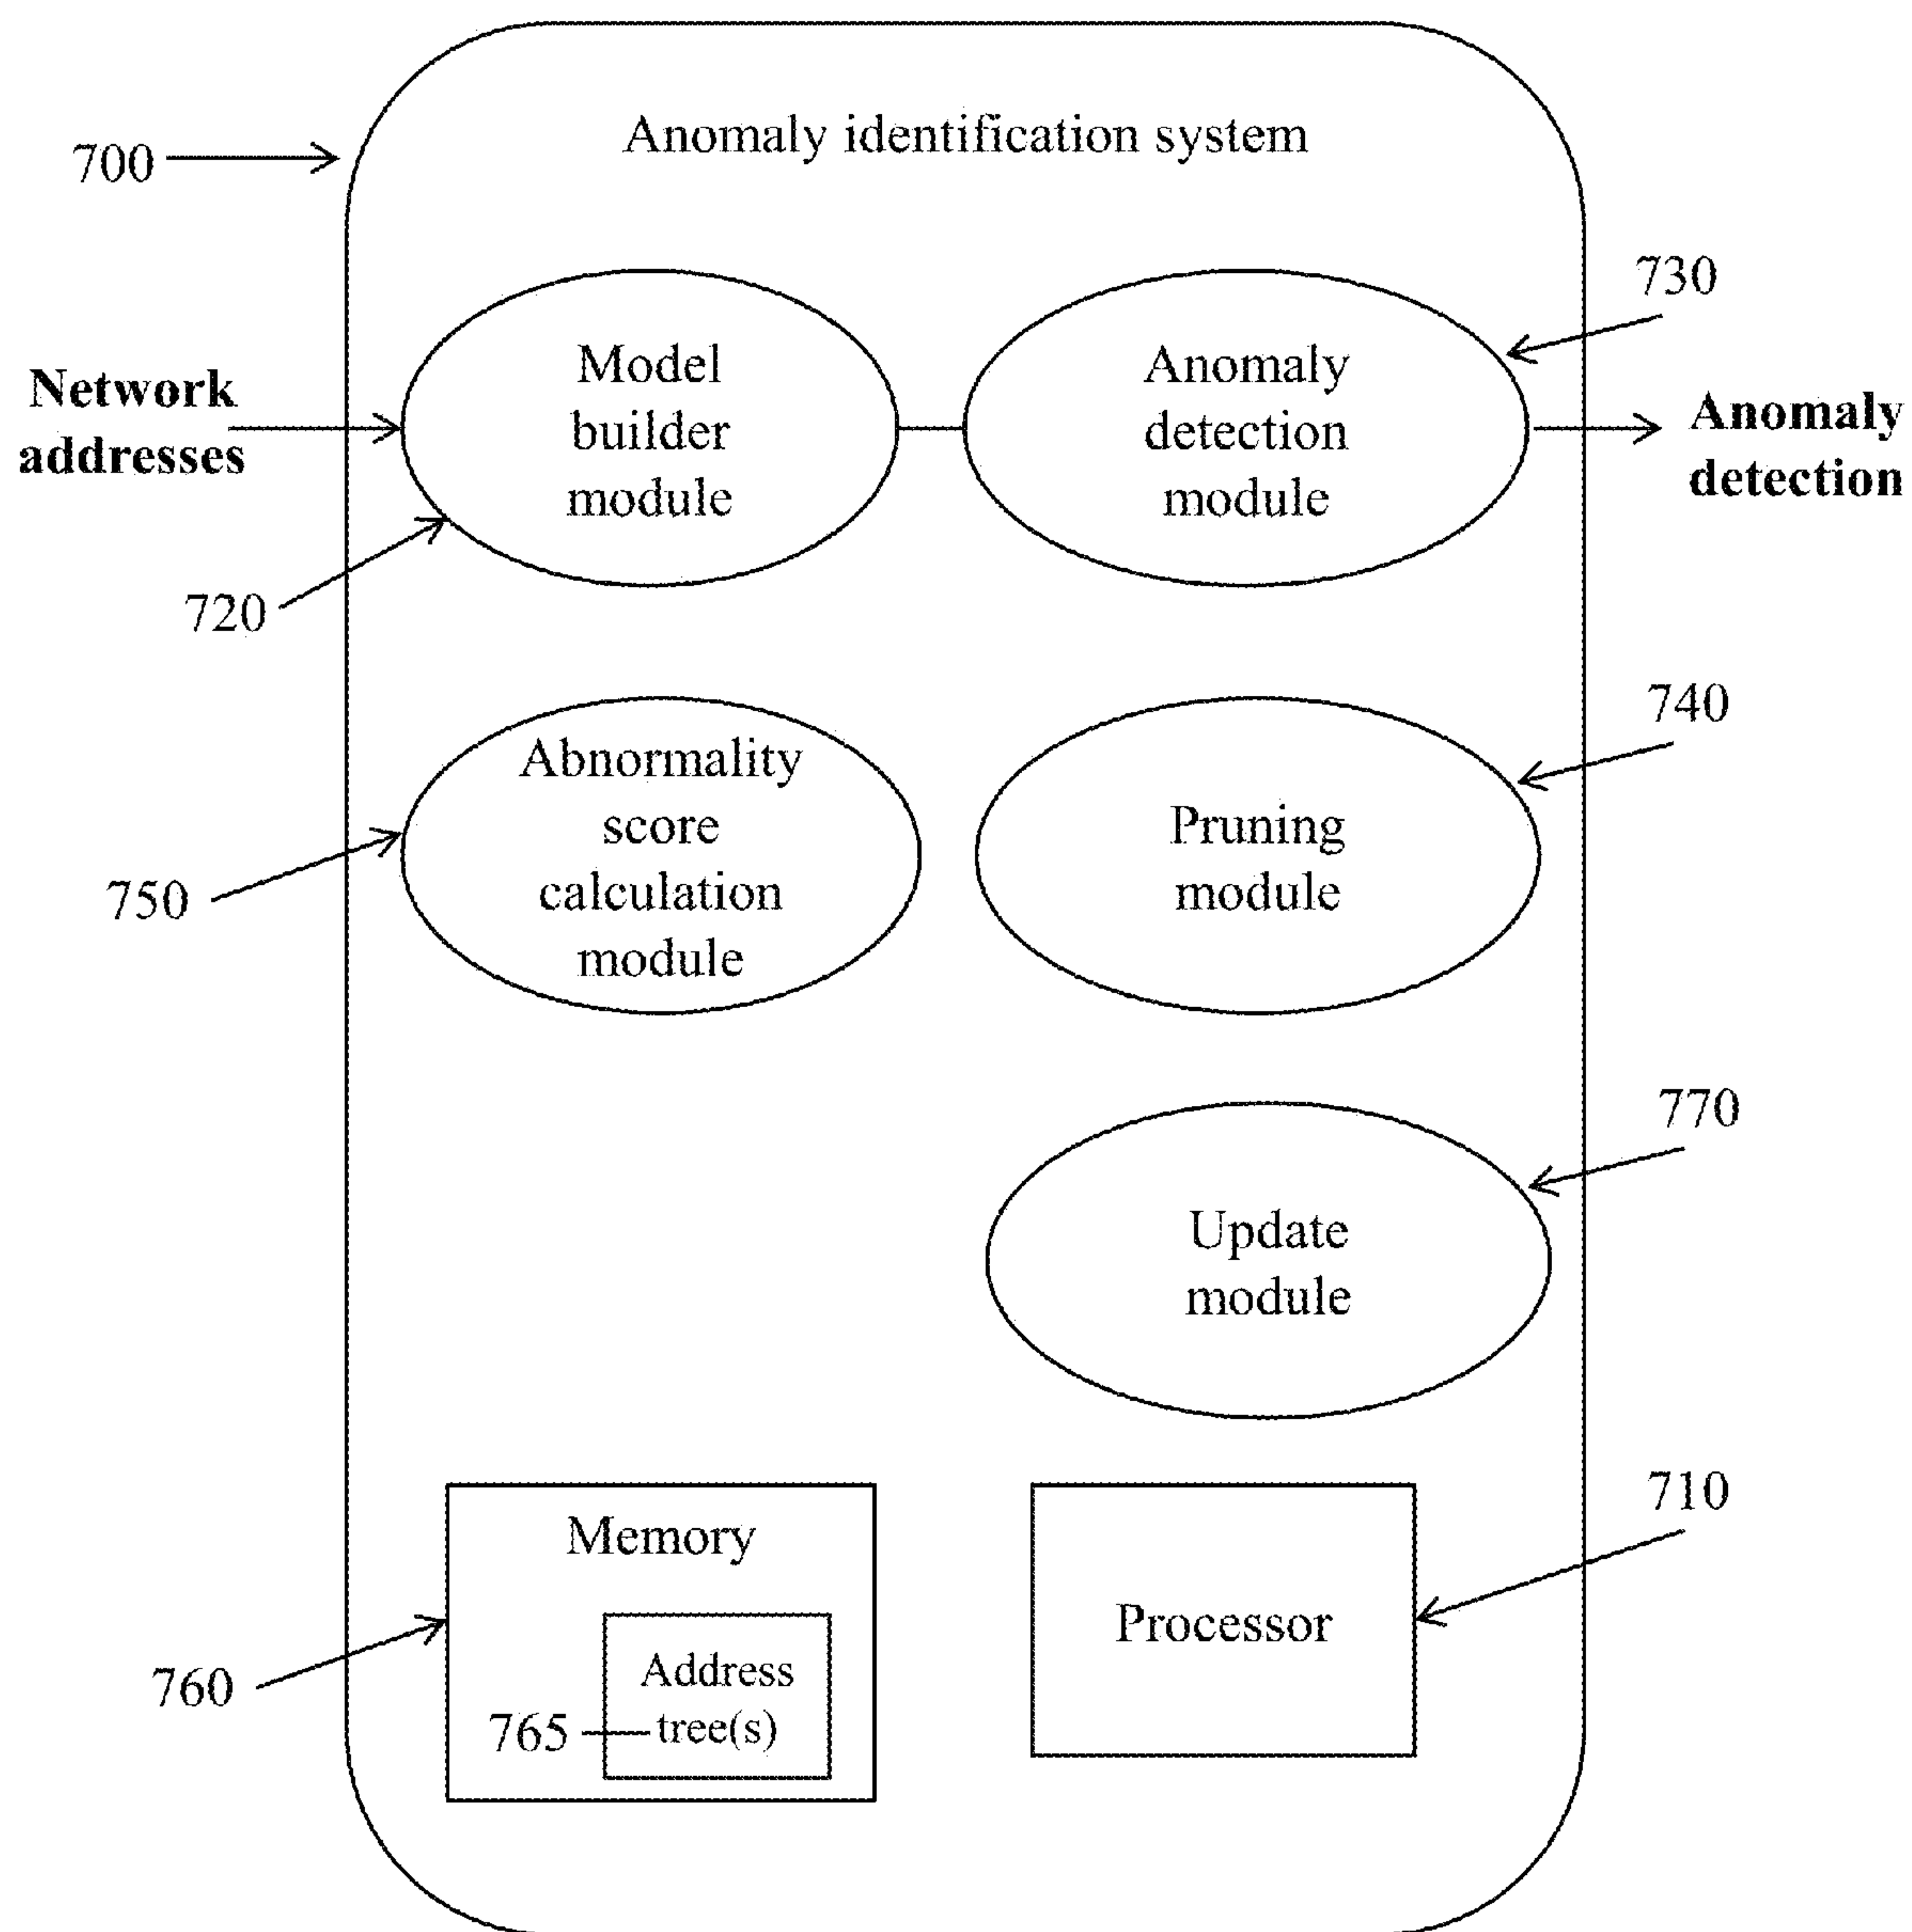 Anomaly identification system
700
730
Network
addresses
Model
builder
module
Anomaly
detection
module
Anomaly
detection
720
740
Abnormality
score
calculation
module
Pruning
module
750
770
Update
module
710
Memory
Processor
760
Address
765 tree(s)